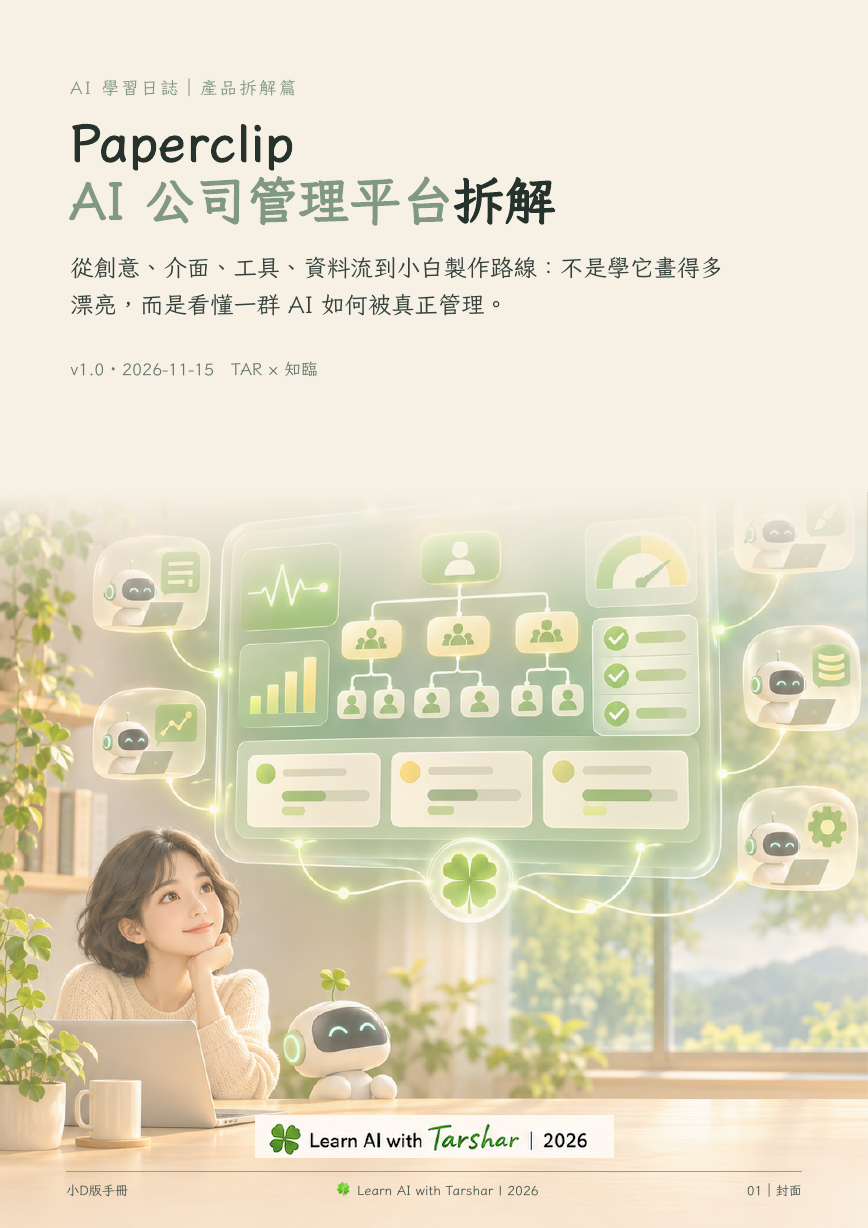 AI 學習日誌｜產品拆解篇
Paperclip
AI 公司管理平台拆解
從創意、介面、工具、資料流到小白製作路線：不是學它畫得多
漂亮，而是看懂一群 AI 如何被真正管理。
v1.0・2026-11-15 TAR × 知臨
Learn AI with Tarshar | 2026
小D版手冊
Learn AI with Tarshar | 2026
01｜封面